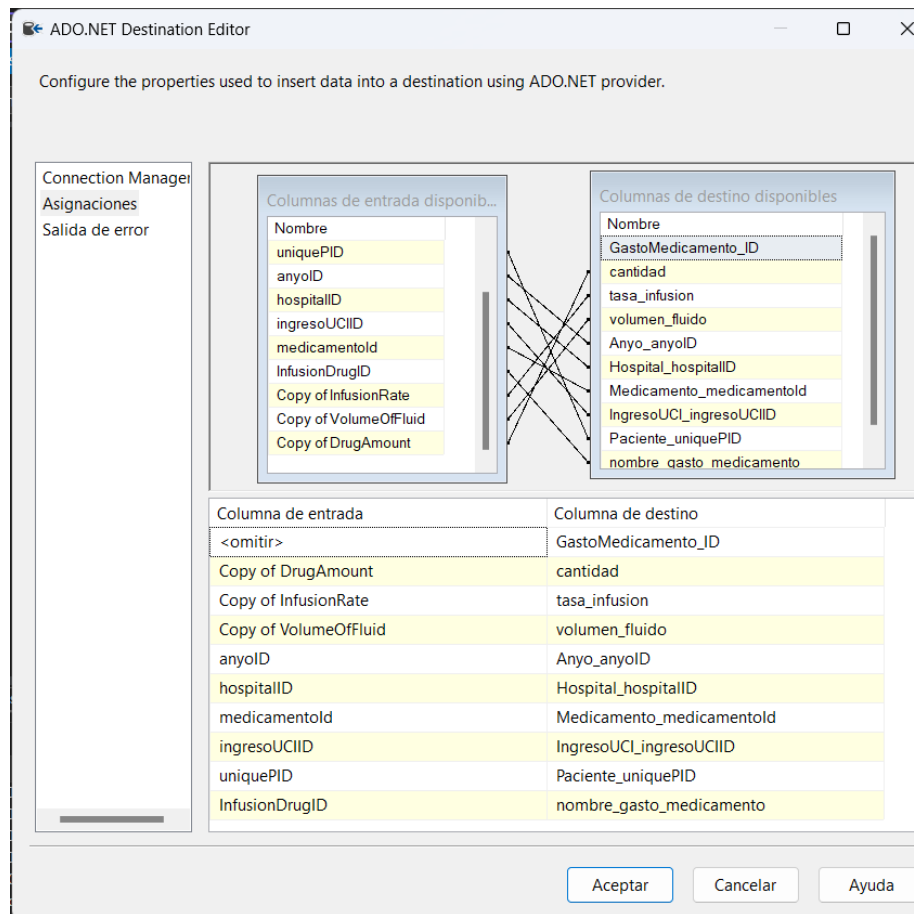 ADO.NET Destination Editor
Configure the properties used to insert data into a destination using ADO.NET provider.
Connection Manager
Asignaciones
Salida de error
Columnas de entrada disponib...
Nombre
uniquePID
anyoID
hospitalID
ingresoUCIID
medicamentoId
InfusionDrugID
Copy of InfusionRate
Copy of VolumeOfFluid
Copy of DrugAmount
Columnas de destino disponibles
Nombre
GastoMedicamento_ID
cantidad
tasa_infusion
volumen_fluido
Anyo_anyoID
Hospital_hospitalID
Medicamento_medicamentoId
IngresoUCI_ingresoUCIID
Paciente_uniquePID
nombre_gasto_medicamento
Columna de entrada Columna de destino
<omitir> GastoMedicamento_ID
Copy of DrugAmount cantidad
Copy of InfusionRate tasa_infusion
Copy of VolumeOfFluid volumen_fluido
anyoID Anyo_anyoID
hospitalID Hospital_hospitalID
medicamentoId Medicamento_medicamentoId
ingresoUCIID IngresoUCI_ingresoUCIID
uniquePID Paciente_uniquePID
InfusionDrugID nombre_gasto_medicamento
Aceptar Cancelar Ayuda